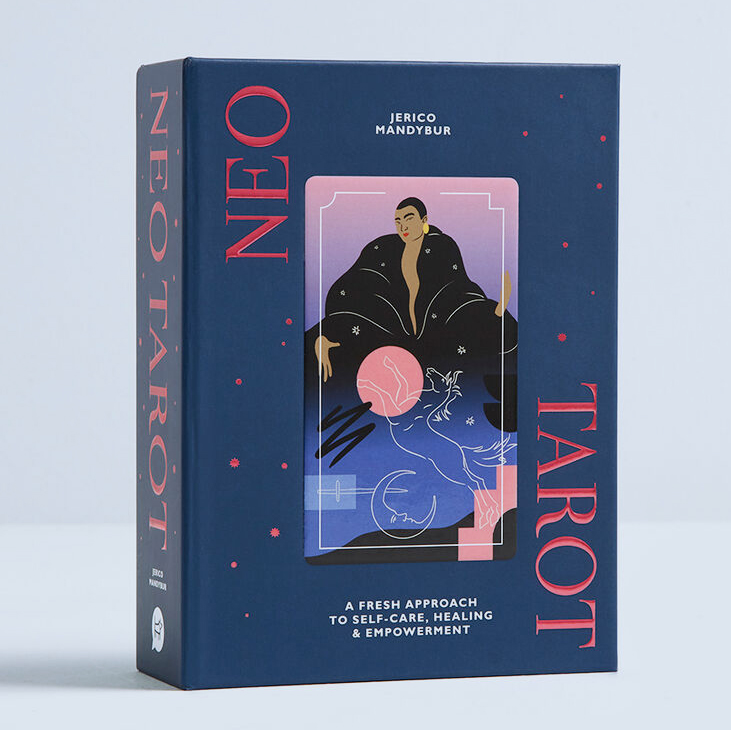 NEO TAROT
JERICO
MANDYBUR
NEO
JERICO
MANDYBUR
TAROT
A FRESH APPROACH
TO SELF-CARE, HEALING
& EMPOWERMENT